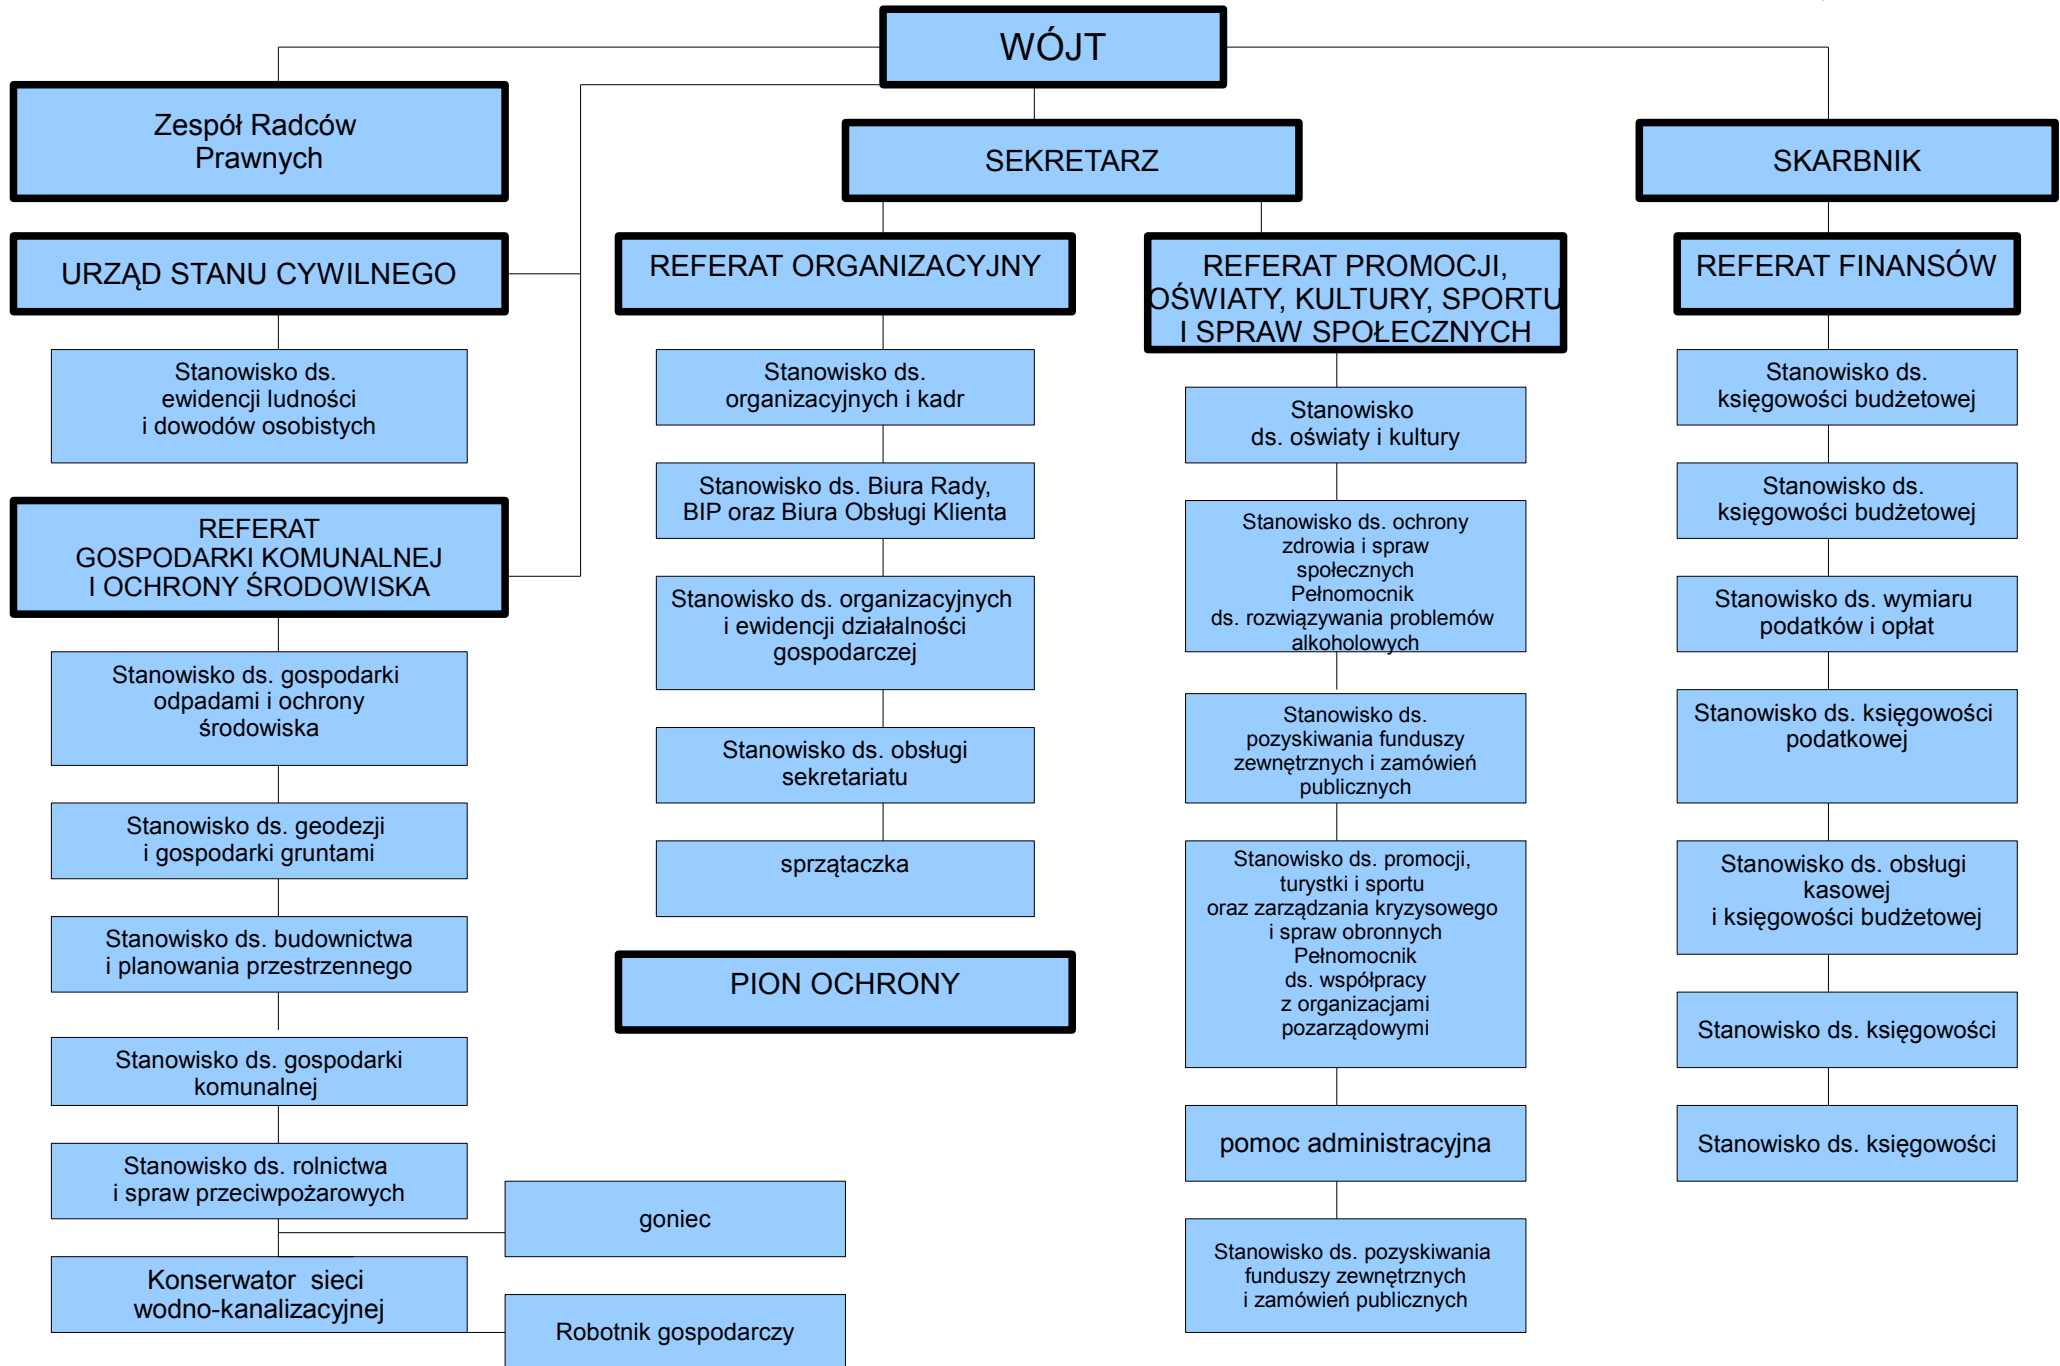 WÓJT
Zespół Radców
Prawnych
SEKRETARZ
SKARBNIK
URZĄD STANU CYWILNEGO
Stanowisko ds.
ewidencji ludności
i dowodów osobistych
REFERAT
GOSPODARKI KOMUNALNEJ
I OCHRONY ŚRODOWISKA
Stanowisko ds. gospodarki
odpadami i ochrony
środowiska
Stanowisko ds. geodezji
i gospodarki gruntami
Stanowisko ds. budownictwa
i planowania przestrzennego
Stanowisko ds. gospodarki
komunalnej
Stanowisko ds. rolnictwa
i spraw przeciwpożarowych
Konserwator sieci
wodno-kanalizacyjnej
goniec
Robotnik gospodarczy
REFERAT ORGANIZACYJNY
Stanowisko ds.
organizacyjnych i kadr
Stanowisko ds. Biura Rady,
BIP oraz Biura Obsługi Klienta
Stanowisko ds. organizacyjnych
i ewidencji działalności
gospodarczej
Stanowisko ds. obsługi
sekretariatu
sprzątaczka
PION OCHRONY
REFERAT PROMOCJI,
OŚWIATY, KULTURY, SPORTU
I SPRAW SPOŁECZNYCH
Stanowisko
ds. oświaty i kultury
Stanowisko ds. ochrony
zdrowia i spraw
społecznych
Pełnomocnik
ds. rozwiązywania problemów
alkoholowych
Stanowisko ds.
pozyskiwania funduszy
zewnętrznych i zamówień
publicznych
Stanowisko ds. promocji,
turystki i sportu
oraz zarządzania kryzysowego
i spraw obronnych
Pełnomocnik
ds. współpracy
z organizacjami
pozarządowymi
pomoc administracyjna
Stanowisko ds. pozyskiwania
funduszy zewnętrznych
i zamówień publicznych
REFERAT FINANSÓW
Stanowisko ds.
księgowości budżetowej
Stanowisko ds.
księgowości budżetowej
Stanowisko ds. wymiaru
podatków i opłat
Stanowisko ds. księgowości
podatkowej
Stanowisko ds. obsługi
kasowej
i księgowości budżetowej
Stanowisko ds. księgowości
Stanowisko ds. księgowości